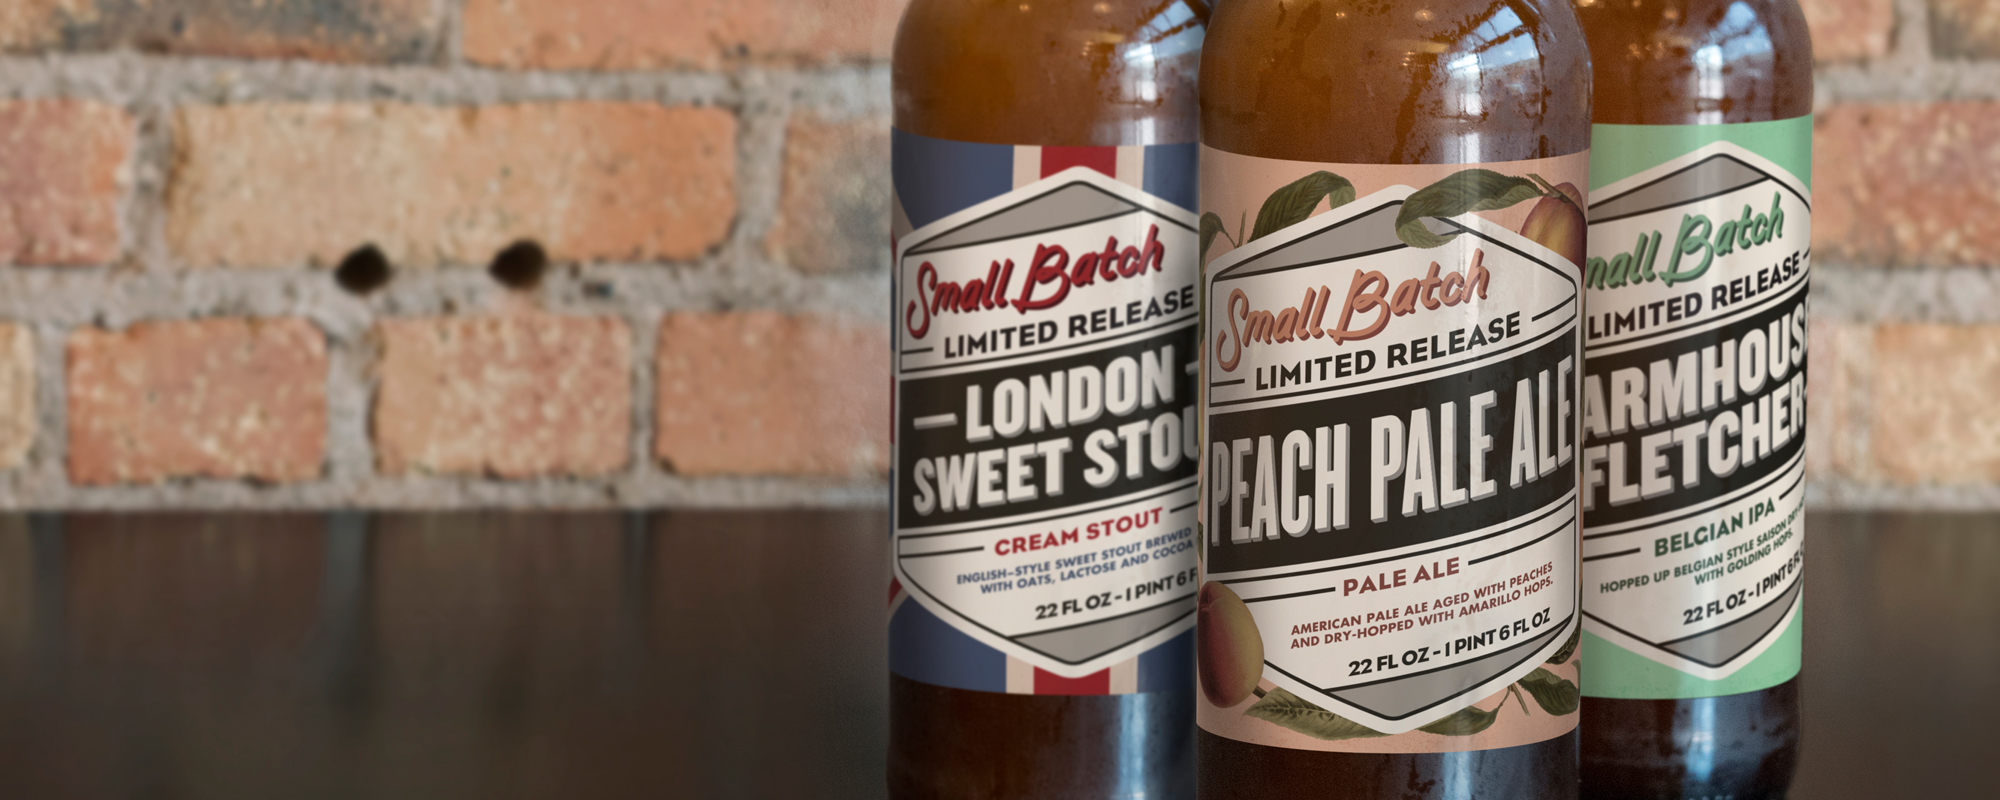 Small Batch
LIMITED RELEASE
LONDON
SWEET STOU
CREAM STOUT
ENGLISH-STYLE SWEET STOUT BREWED
WITH OATS, LACTOSE AND COCOA
22 FL OZ - 1 PINT 6 F
Small Batch
LIMITED RELEASE
PEACH PALE ALE
PALE ALE
AMERICAN PALE ALE AGED WITH PEACHES
AND DRY-HOPPED WITH AMARILLO HOPS.
22 FL OZ - 1 PINT 6 FL OZ
mall Batch
LIMITED RELEASE
ARMHOUSE
FLETCHER
BELGIAN IPA
HOPPED UP BELGIAN STYLE SAISON DRY
WITH GOLDING HOPS.
22 FL OZ - 1 PINT 6 FL